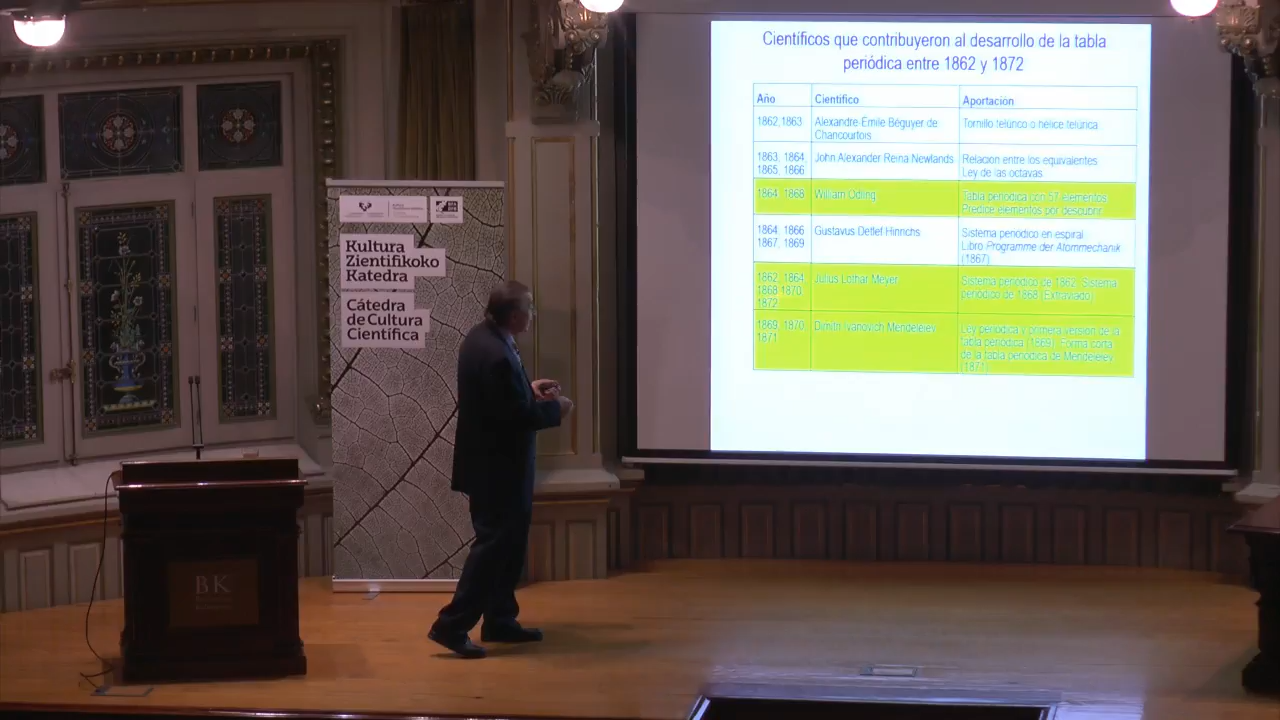 Científicos que contribuyeron al desarrollo de la tabla
periódica entre 1862 y 1872
Año Científico Aportación
1862,1863 Alexandre-Émile Béguyer de Tornillo telúrico o hélice telúrica
Chancourtois
1863, 1864 John Alexander Reina Newlands Relación entre los equivalentes
1865, 1866 Ley de las octavas
1864, 1868 William Odling Tabla periódica con 57 elementos
Predice elementos por descubrir
1864, 1866 Gustavus Detlef Hinrichs Sistema periódico en espiral
1867, 1869 Libro Programme der Atommechanik
(1867)
1862, 1864 Julius Lothar Meyer Sistema periódico de 1862. Sistema
1868,1870, periódico de 1868 (Extraviado)
1872
1869, 1870, Dimitri Ivanovich Mendeleiev Ley periódica y primera versión de la
1871 tabla periódica (1869). Forma corta
de la tabla periódica de Mendeleiev
(1871)
Kultura
Zientifikoko
Katedra
Cátedra
de Cultura
Científica
BK